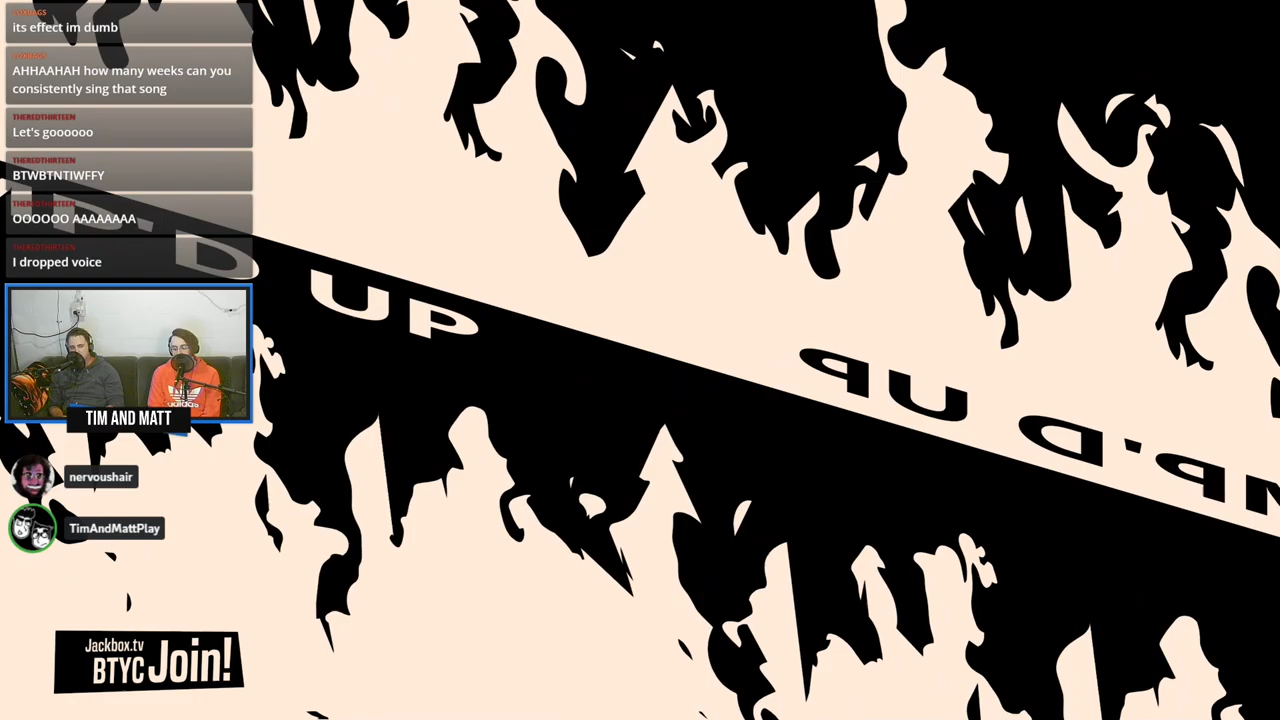 its effect im dumb
AHHAAHAH how many weeks can you
consistently sing that song
THEREDTHIRTEEN
Let's goooooo
THEREDTHIRTEEN
BTWBTNTIWFFY
THEREDTHIRTEEN
OOOOOO AAAAAAAA
THEREDTHIRTEEN
I dropped voice
P'D UP
UP D'P
TIM AND MATT
nervoushair
TimAndMattPlay
Jackbox.tv
BTYC Join!